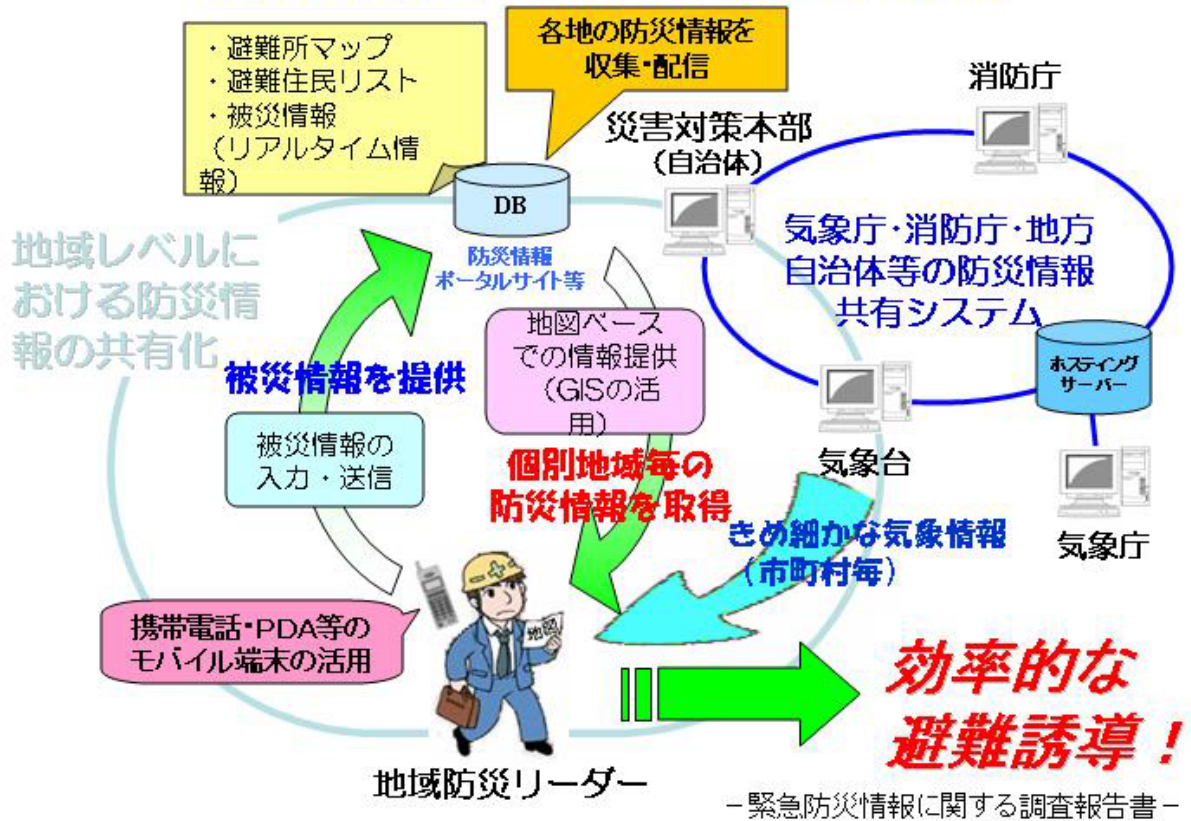 ・避難所マップ
・避難住民リスト
・被災情報
（リアルタイム情
報）
各地の防災情報を
収集・配信
消防庁
災害対策本部
（自治体）
DB
防災情報
ポータルサイト等
気象庁・消防庁・地方
自治体等の防災情報
共有システム
地域レベルに
おける防災情
報の共有化
地図ベース
での情報提供
（GISの活
用）
ホスティング
サーバー
被災情報を提供
被災情報の
入力・送信
気象台
個別地域毎の
防災情報を取得
きめ細かな気象情報
（市町村毎）
気象庁
携帯電話・PDA等の
モバイル端末の活用
地図
効率的な
避難誘導！
地域防災リーダー
－緊急防災情報に関する調査報告書－